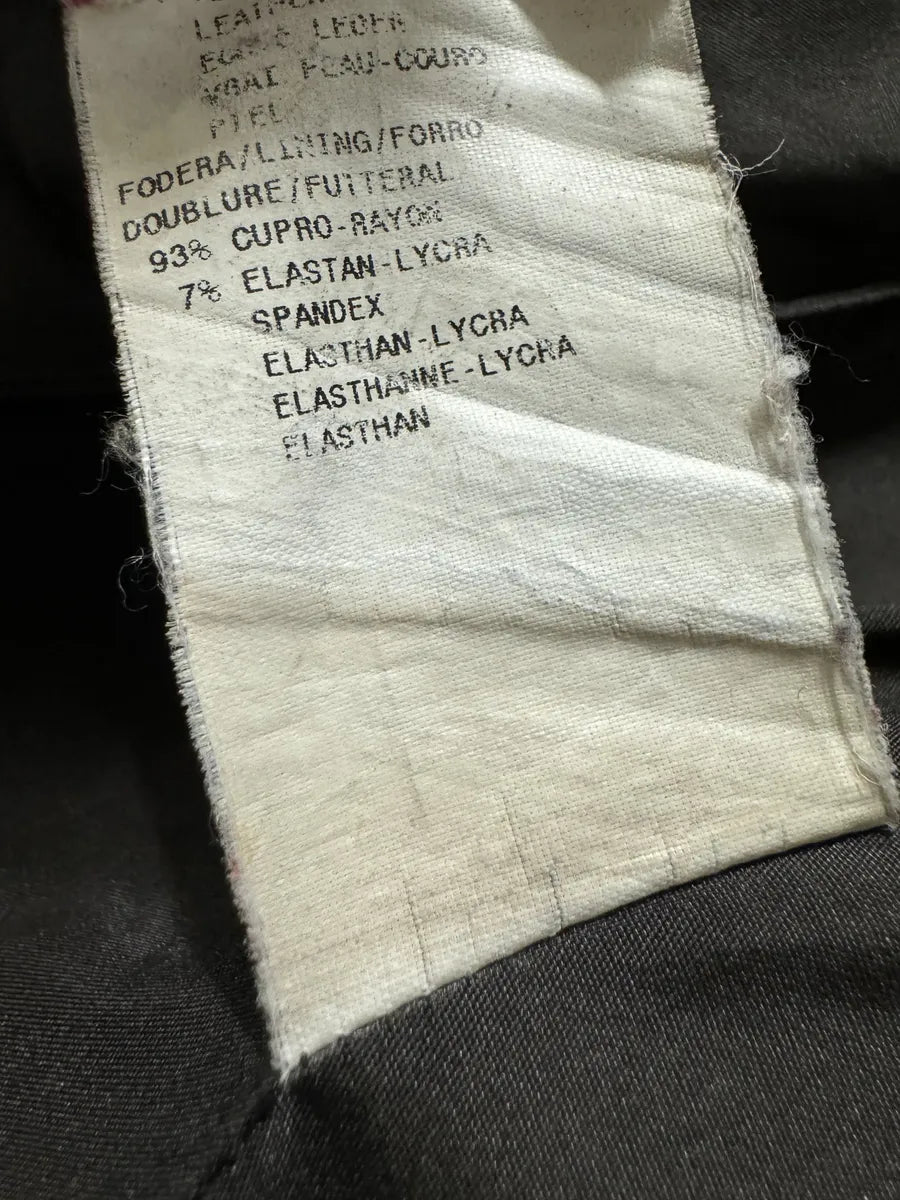 LEATHER
LEDER
VRAI PEAU-COURO
PIEL
FODERA/LINING/FORRO
DOUBLURE/FUTTERAL
93% CUPRO-RAYON
7% ELASTAN-LYCRA
SPANDEX
ELASTHAN-LYCRA
ELASTHANNE-LYCRA
ELASTHAN